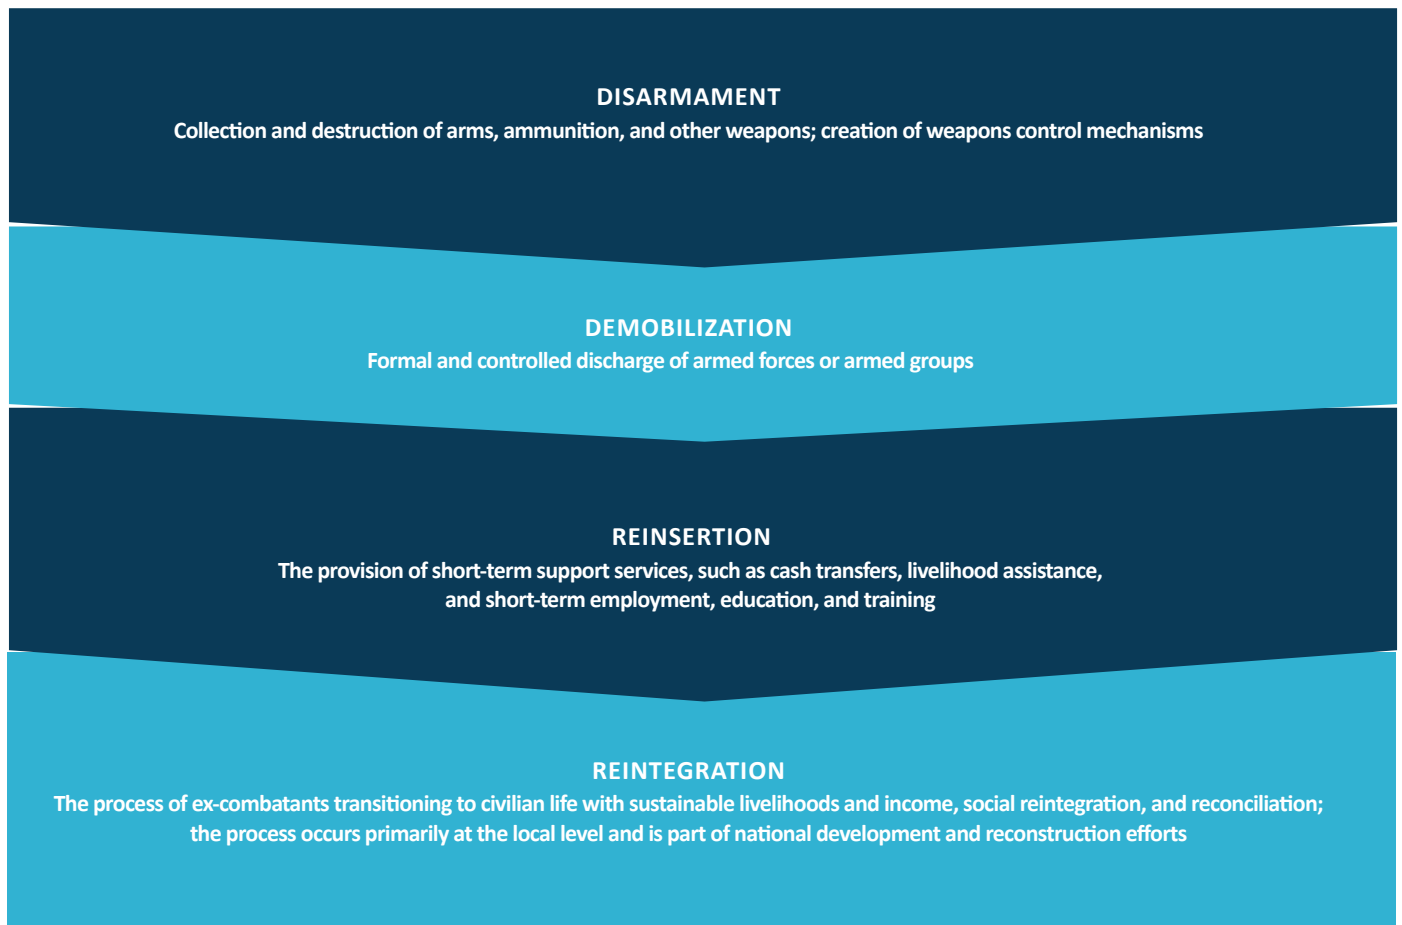 DISARMAMENT
Collection and destruction of arms, ammunition, and other weapons; creation of weapons control mechanisms
DEMOBILIZATION
Formal and controlled discharge of armed forces or armed groups
REINSERTION
The provision of short-term support services, such as cash transfers, livelihood assistance,
and short-term employment, education, and training
REINTEGRATION
The process of ex-combatants transitioning to civilian life with sustainable livelihoods and income, social reintegration, and reconciliation;
the process occurs primarily at the local level and is part of national development and reconstruction efforts